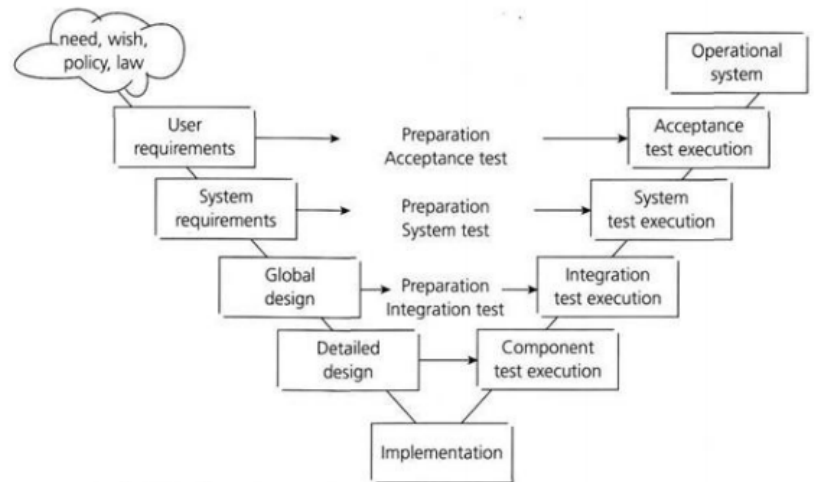 need, wish,
policy, law
Operational
system
User
requirements
Preparation
Acceptance test
Acceptance
test execution
System
requirements
Preparation
System test
System
test execution
Global
design
Preparation
Integration test
Integration
test execution
Detailed
design
Component
test execution
Implementation